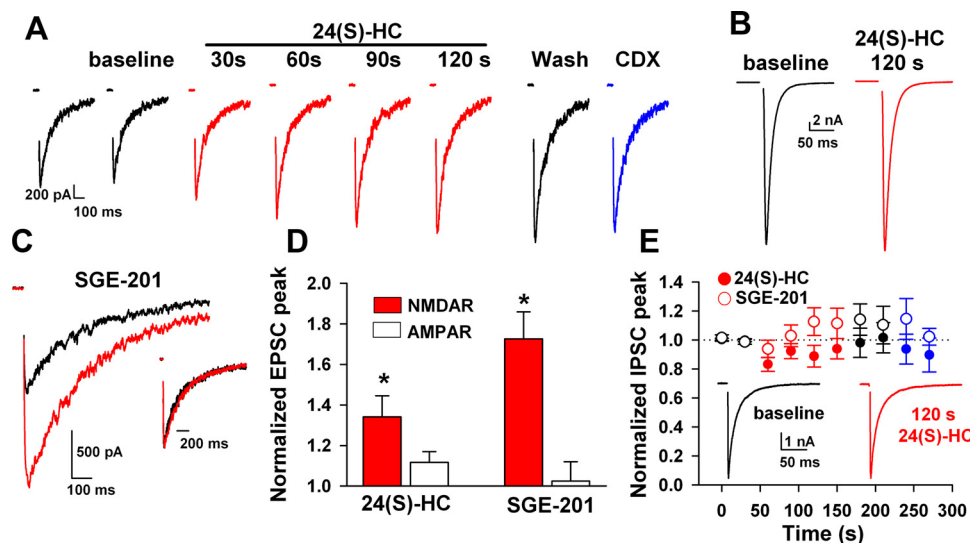 A
24(S)-HC
baseline
30s
60s
90s
120 s
Wash
CDX
200 pA
100 ms
B
24(S)-HC
baseline
120 s
2 nA
50 ms
C
SGE-201
500 pA
100 ms
200 ms
D
Normalized EPSC peak
2.0
1.8
1.6
1.4
1.2
1.0
NMDAR
AMPAR
*
*
24(S)-HC
SGE-201
E
Normalized IPSC peak
1.4
1.2
1.0
0.8
0.6
0.4
0.2
0.0
24(S)-HC
SGE-201
baseline
1 nA
50 ms
120 s
24(S)-HC
0 50 100 150 200 250 300
Time (s)